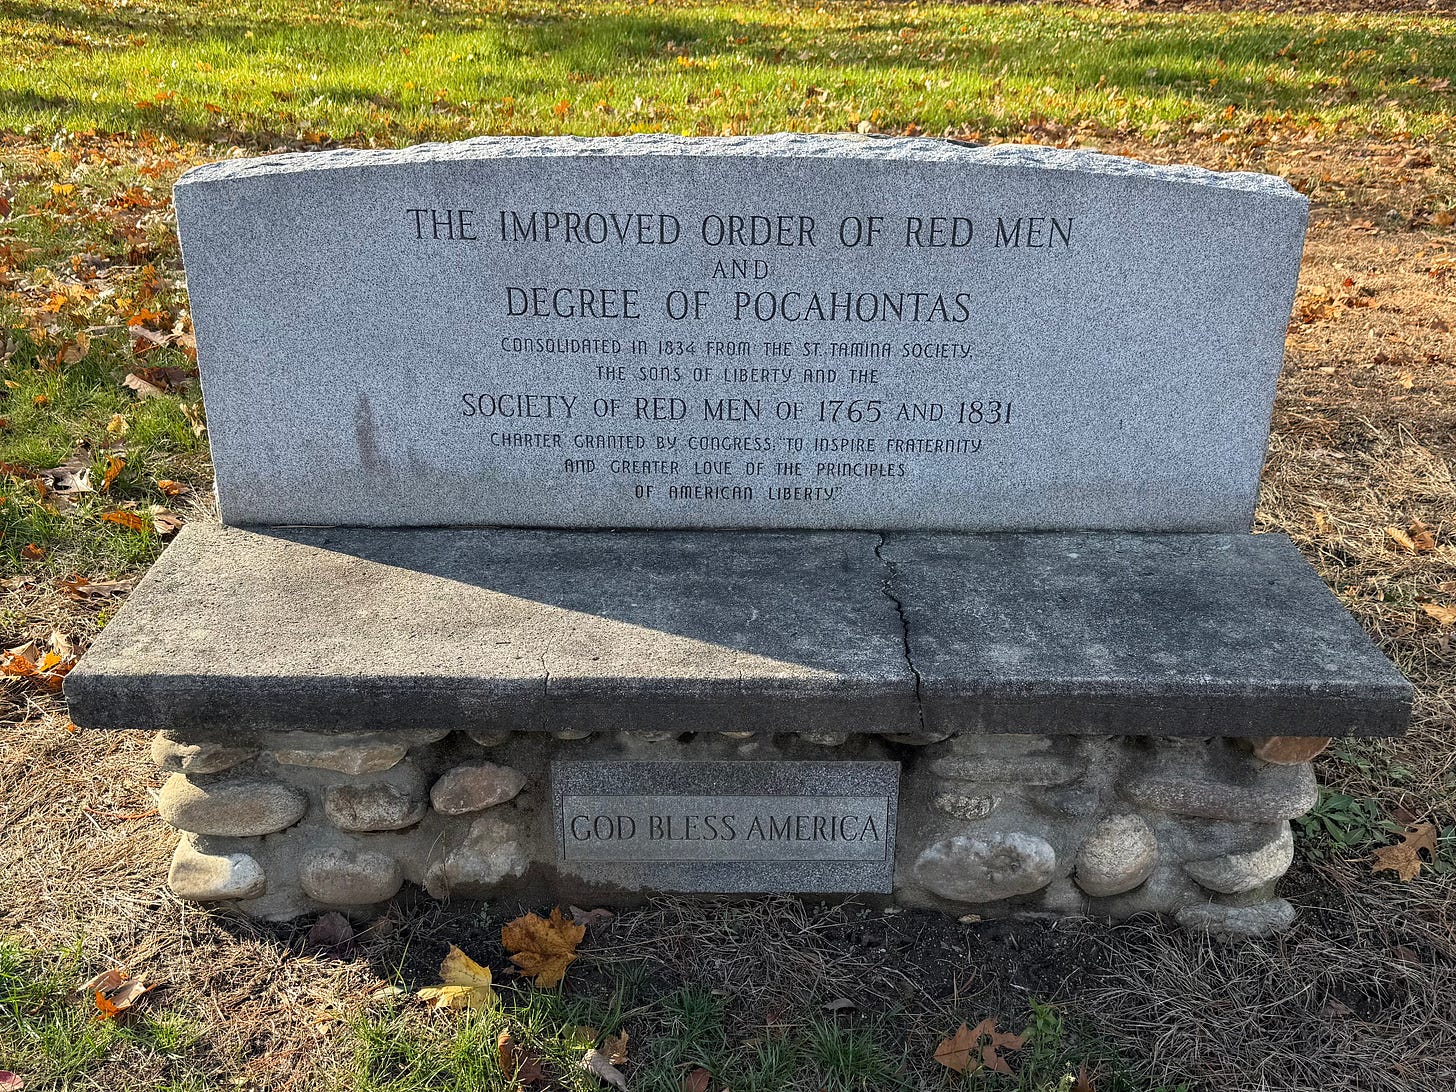 THE IMPROVED ORDER OF RED MEN
AND
DEGREE OF POCAHONTAS
CONSOLIDATED IN 1834 FROM THE ST. TAMINA SOCIETY,
THE SONS OF LIBERTY AND THE
SOCIETY OF RED MEN OF 1765 AND 1831
CHARTER GRANTED BY CONGRESS; "TO INSPIRE FRATERNITY
AND GREATER LOVE OF THE PRINCIPLES
OF AMERICAN LIBERTY."
GOD BLESS AMERICA